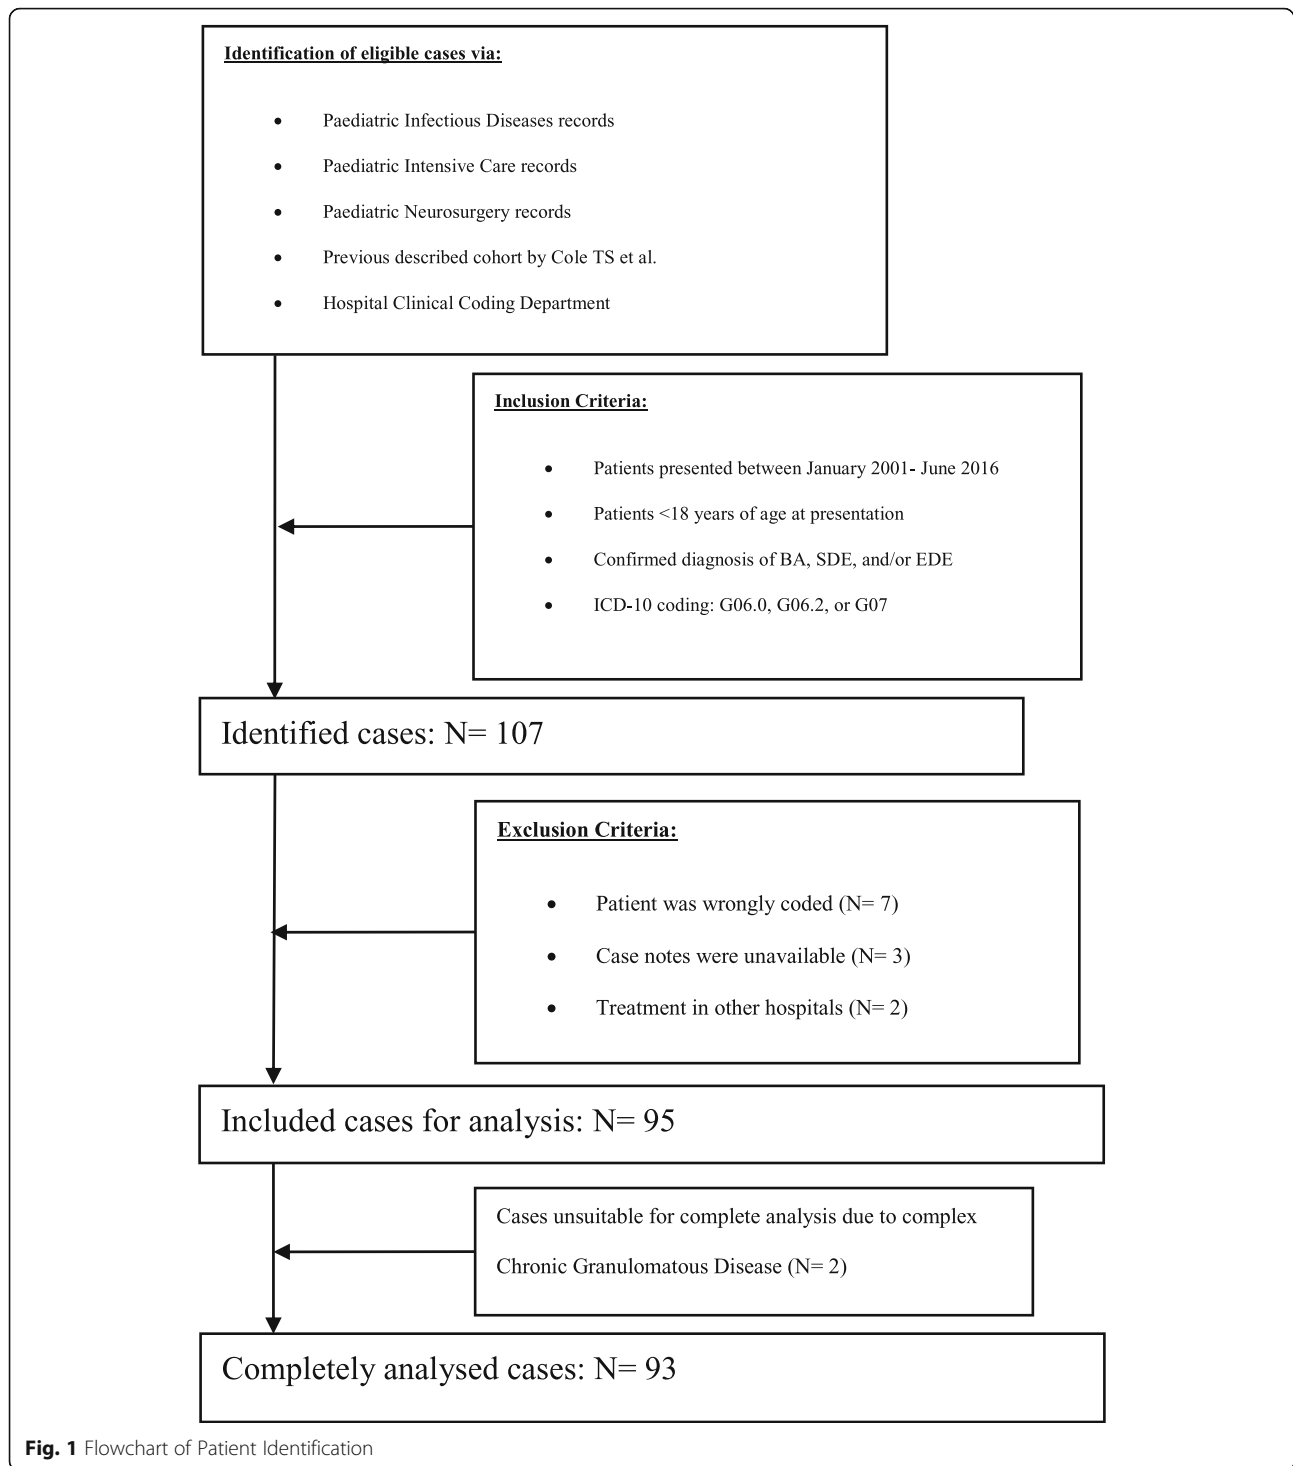 Identification of eligible cases via:
• Paediatric Infectious Diseases records
• Paediatric Intensive Care records
• Paediatric Neurosurgery records
• Previous described cohort by Cole TS et al.
• Hospital Clinical Coding Department
Inclusion Criteria:
• Patients presented between January 2001- June 2016
• Patients <18 years of age at presentation
• Confirmed diagnosis of BA, SDE, and/or EDE
• ICD-10 coding: G06.0, G06.2, or G07
Identified cases: N= 107
Exclusion Criteria:
• Patient was wrongly coded (N= 7)
• Case notes were unavailable (N= 3)
• Treatment in other hospitals (N= 2)
Included cases for analysis: N= 95
Cases unsuitable for complete analysis due to complex
Chronic Granulomatous Disease (N= 2)
Completely analysed cases: N= 93
Fig. 1 Flowchart of Patient Identification